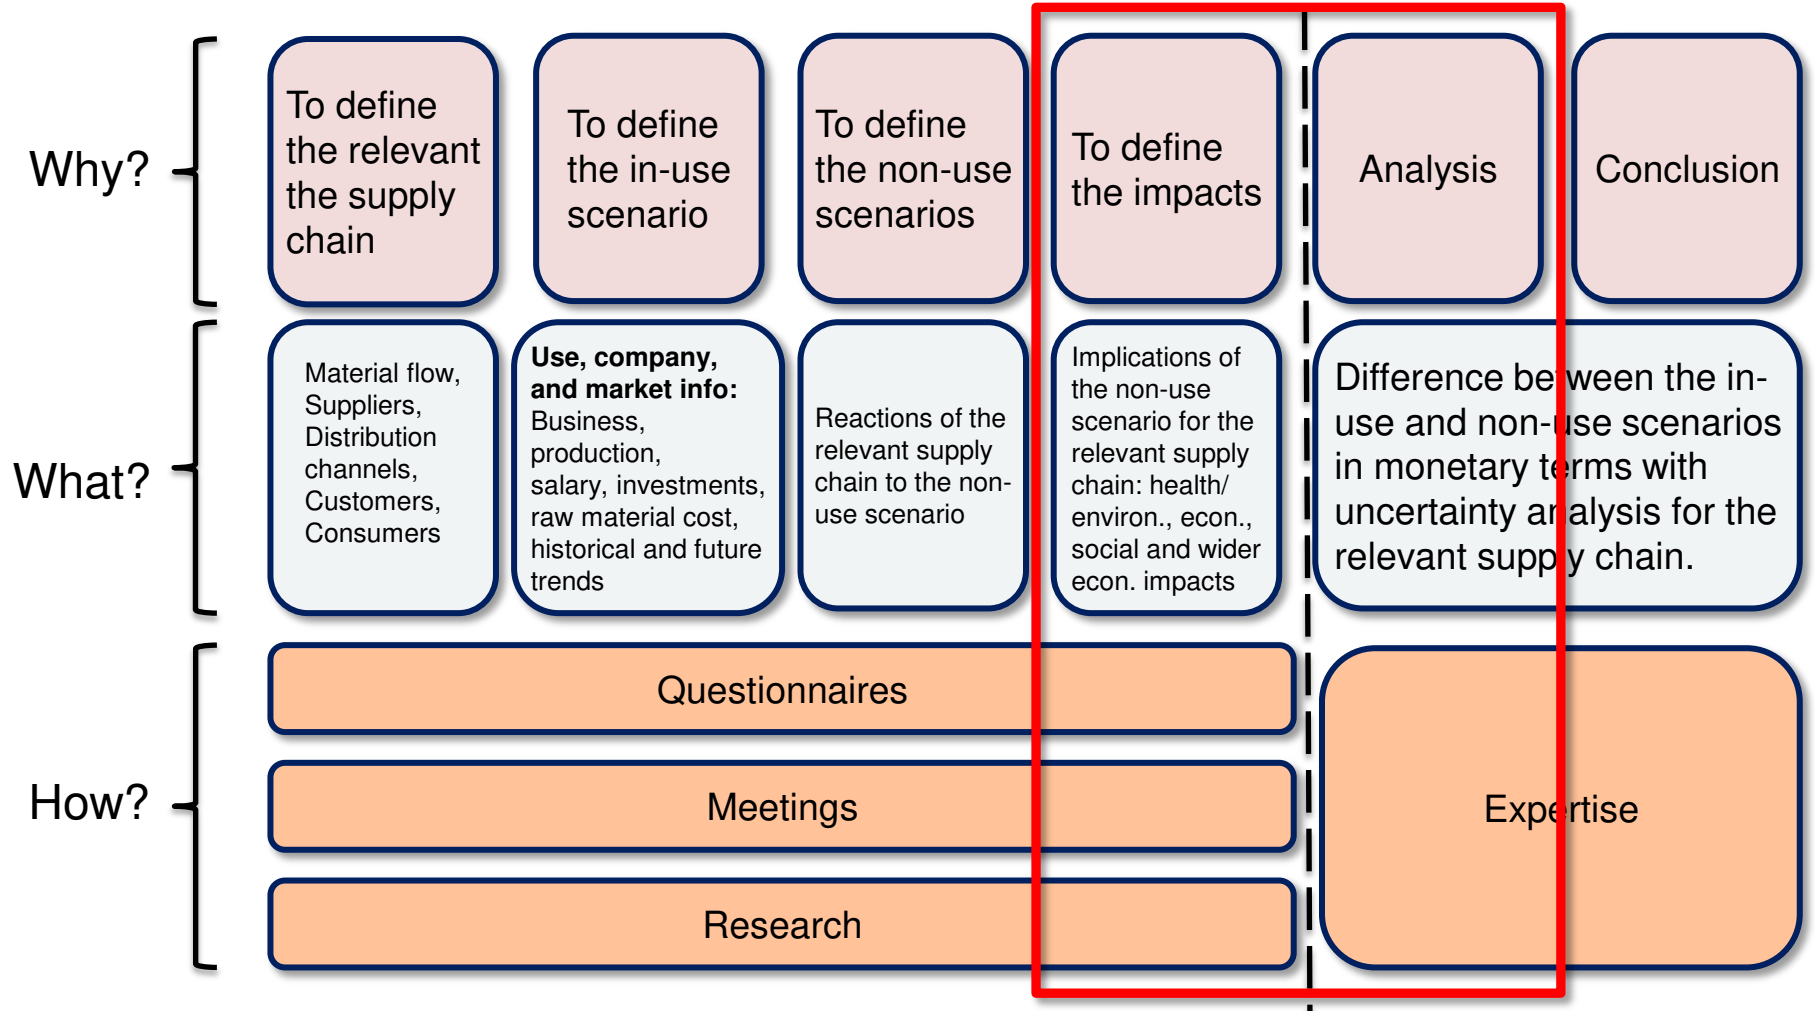 Why?
To define
the relevant
the supply
chain
To define
the in-use
scenario
To define
the non-use
scenarios
To define
the impacts
Analysis
Conclusion
What?
Material flow,
Suppliers,
Distribution
channels,
Customers,
Consumers
Use, company,
and market info:
Business,
production,
salary, investments,
raw material cost,
historical and future
trends
Reactions of the
relevant supply
chain to the non-
use scenario
Implications of
the non-use
scenario for the
relevant supply
chain: health/
environ., econ.,
social and wider
econ. impacts
Difference between the in-
use and non-use scenarios
in monetary terms with
uncertainty analysis for the
relevant supply chain.
How?
Questionnaires
Meetings
Research
Expertise